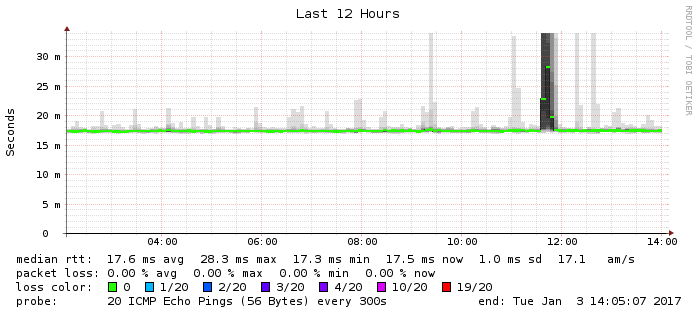 Last 12 Hours
RRDTOOL / TOBI OETIKER
Seconds
30 m
25 m
20 m
15 m
10 m
5 m
0
04:00 06:00 08:00 10:00 12:00 14:00
median rtt: 17.6 ms avg 28.3 ms max 17.3 ms min 17.5 ms now 1.0 ms sd 17.1 am/s
packet loss: 0.00 % avg 0.00 % max 0.00 % min 0.00 % now
loss color: 0 1/20 2/20 3/20 4/20 10/20 19/20
probe: 20 ICMP Echo Pings (56 Bytes) every 300s end: Tue Jan 3 14:05:07 2017